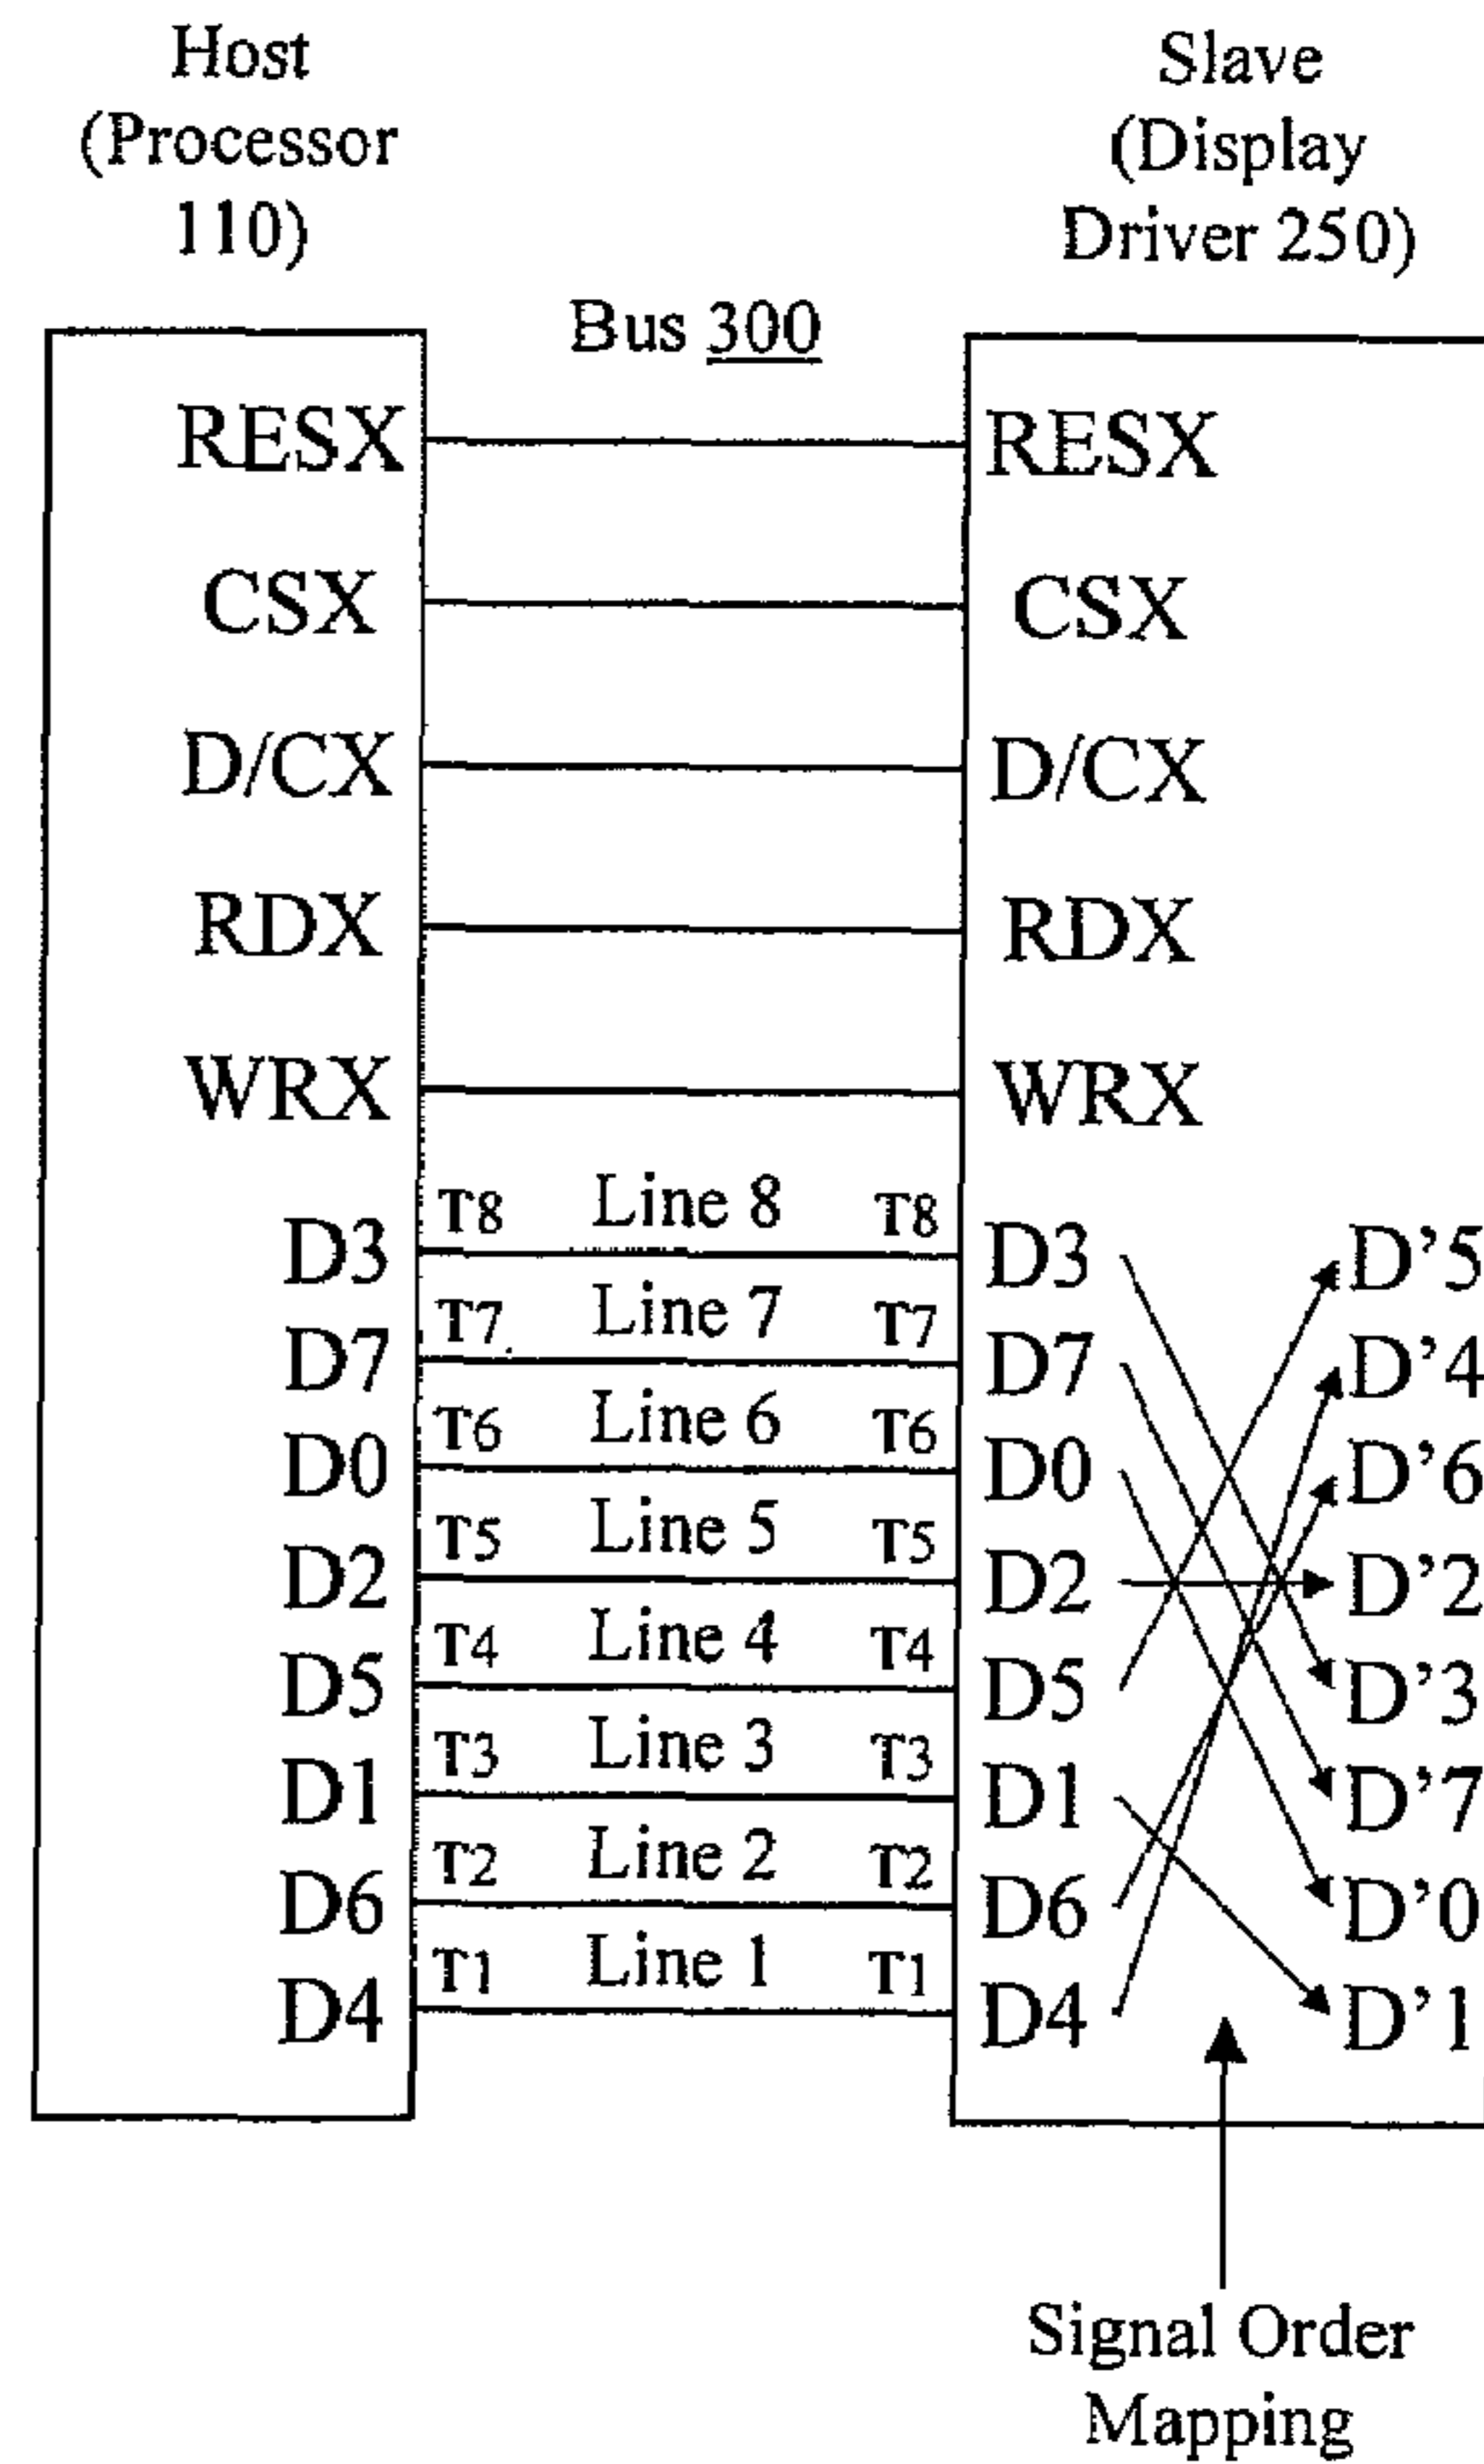 Host
(Processor
110)
Slave
(Display
Driver 250)
Bus 300
RESX RESX
CSX CSX
D/CX D/CX
RDX RDX
WRX WRX
T8 Line 8 T8
D3 D3 D'5
T7 Line 7 T7
D7 D7 D'4
T6 Line 6 T6
D0 D0 D'6
T5 Line 5 T5
D2 D2 D'2
T4 Line 4 T4
D5 D5 D'3
T3 Line 3 T3
D1 D1 D'7
T2 Line 2 T2
D6 D6 D'0
T1 Line 1 T1
D4 D4 D'1
Signal Order
Mapping